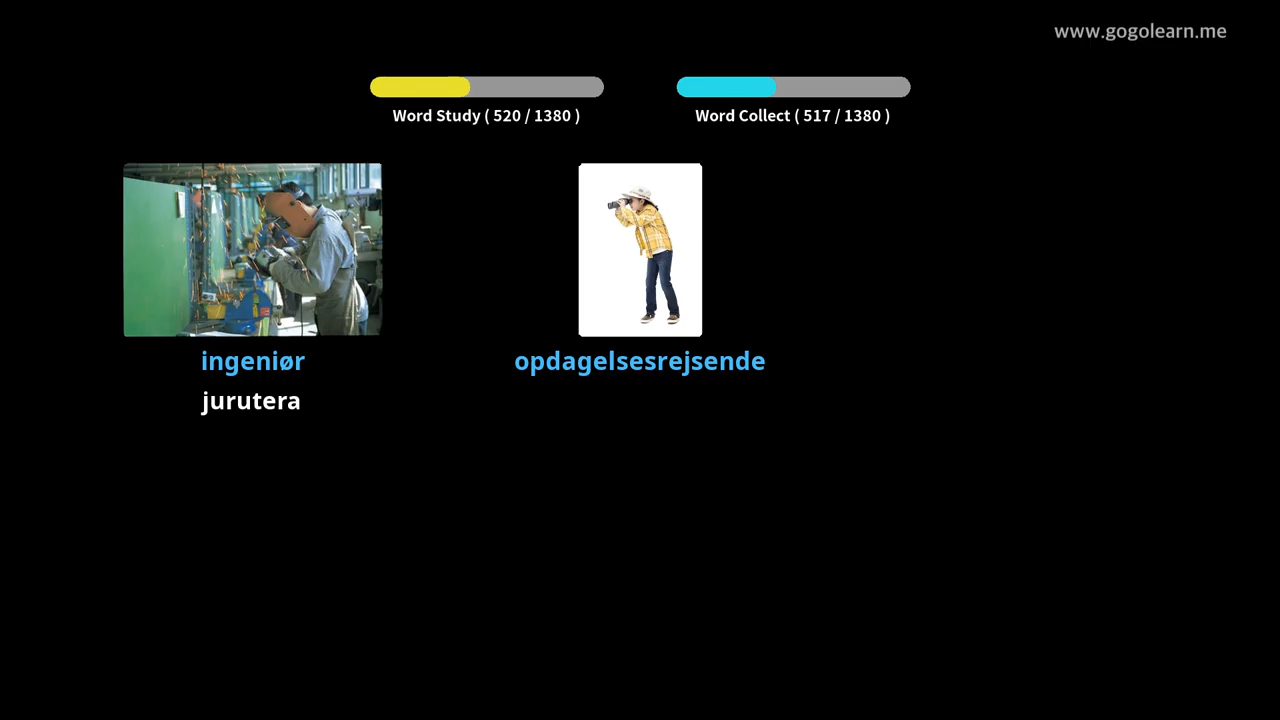 www.gogolearn.me
Word Study ( 520 / 1380 )
Word Collect ( 517 / 1380 )
ingeniør
opdagelsesrejsende
jurutera